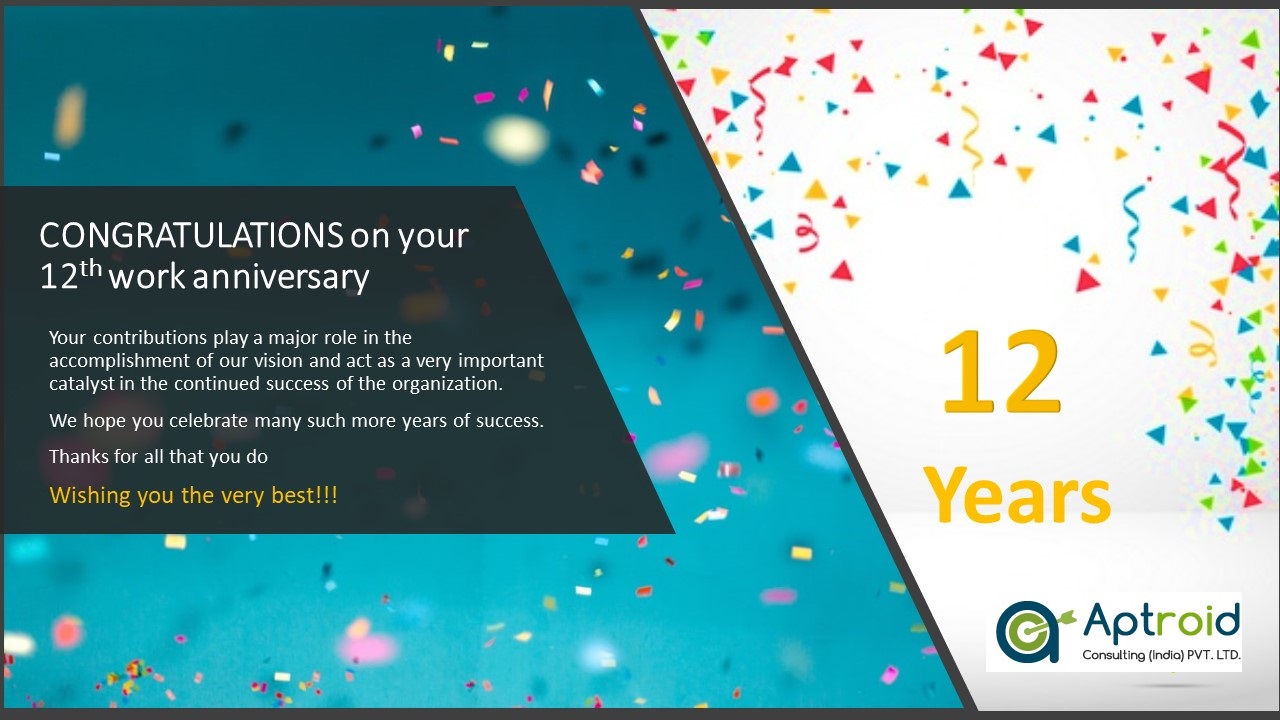 CONGRATULATIONS on your
12th work anniversary
Your contributions play a major role in the
accomplishment of our vision and act as a very important
catalyst in the continued success of the organization.
We hope you celebrate many such more years of success.
Thanks for all that you do
Wishing you the very best!!!
12
Years
Aptroid
Consulting (India) PVT. LTD.